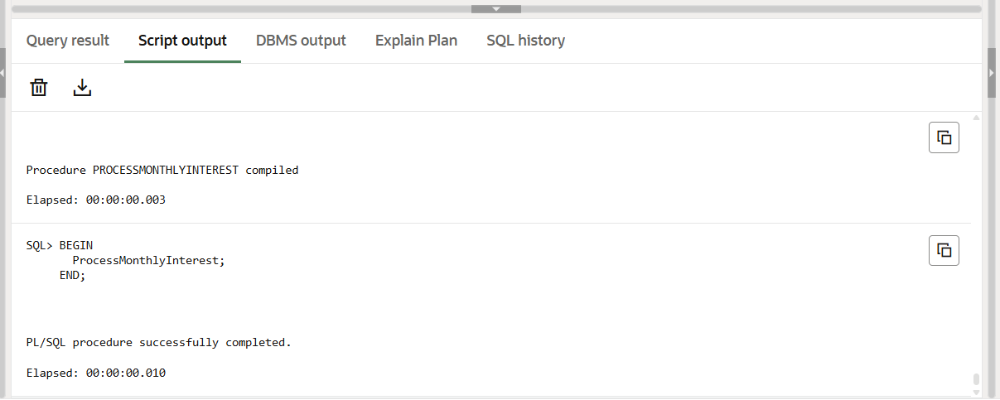 Query result Script output DBMS output Explain Plan SQL history
Procedure PROCESSMONTHLYINTEREST compiled
Elapsed: 00:00:00.003
SQL> BEGIN
ProcessMonthlyInterest;
END;
PL/SQL procedure successfully completed.
Elapsed: 00:00:00.010